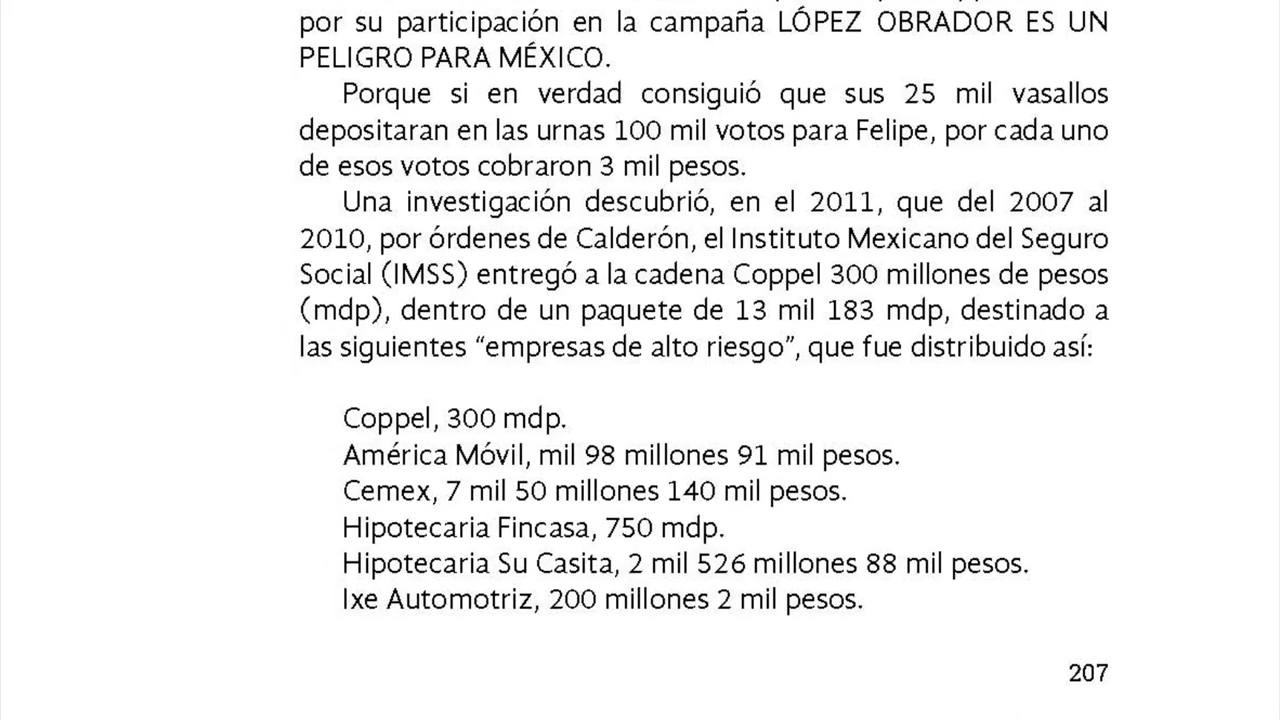 por su participación en la campaña LÓPEZ OBRADOR ES UN
PELIGRO PARA MÉXICO.
Porque si en verdad consiguió que sus 25 mil vasallos
depositaran en las urnas 100 mil votos para Felipe, por cada uno
de esos votos cobraron 3 mil pesos.
Una investigación descubrió, en el 2011, que del 2007 al
2010, por órdenes de Calderón, el Instituto Mexicano del Seguro
Social (IMSS) entregó a la cadena Coppel 300 millones de pesos
(mdp), dentro de un paquete de 13 mil 183 mdp, destinado a
las siguientes “empresas de alto riesgo”, que fue distribuido así:
Coppel, 300 mdp.
América Móvil, mil 98 millones 91 mil pesos.
Cemex, 7 mil 50 millones 140 mil pesos.
Hipotecaria Fincasa, 750 mdp.
Hipotecaria Su Casita, 2 mil 526 millones 88 mil pesos.
Ixe Automotriz, 200 millones 2 mil pesos.
207